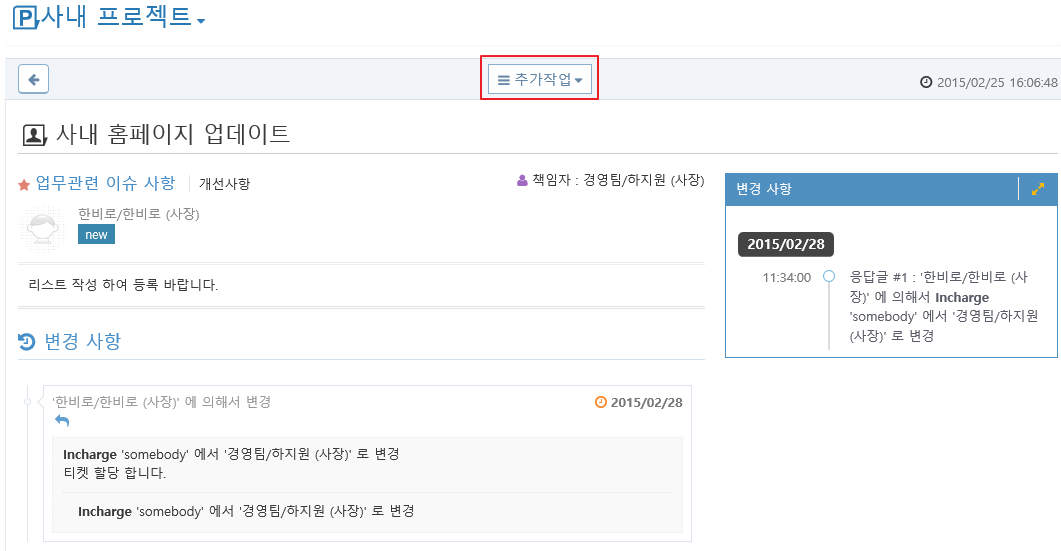 사내 프로젝트
추가작업
2015/02/25 16:06:48
사내 홈페이지 업데이트
업무관련 이슈 사항 개선사항
책임자 : 경영팀/하지원 (사장)
한비로/한비로 (사장)
new
리스트 작성 하여 등록 바랍니다.
변경 사항
'한비로/한비로 (사장)' 에 의해서 변경
2015/02/28
Incharge 'somebody' 에서 '경영팀/하지원 (사장)' 로 변경
티켓 할당 합니다.
Incharge 'somebody' 에서 '경영팀/하지원 (사장)' 로 변경
변경 사항
2015/02/28
11:34:00
응답글 #1 : '한비로/한비로 (사
장)' 에 의해서 Incharge
'somebody' 에서 '경영팀/하지원
(사장)' 로 변경